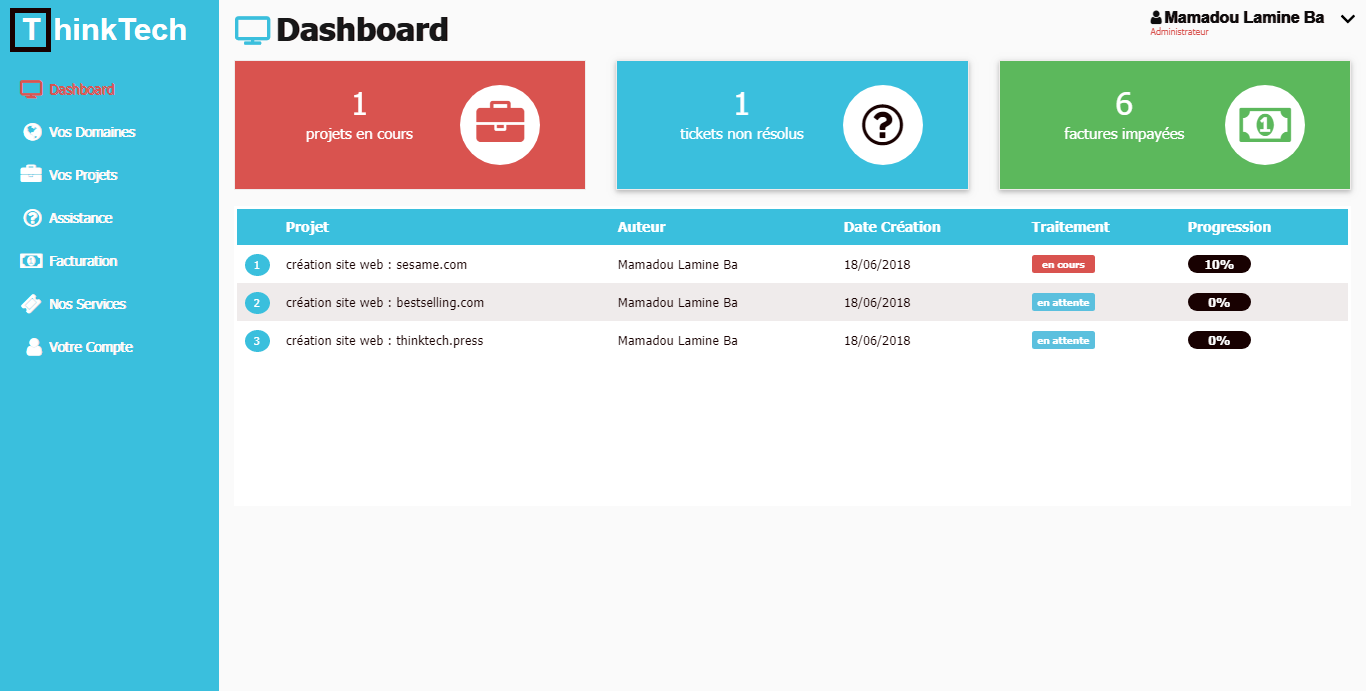 ThinkTech
Dashboard
Mamadou Lamine Ba
Administrateur
Dashboard
Vos Domaines
Vos Projets
Assistance
Facturation
Nos Services
Votre Compte
1
projets en cours
1
tickets non résolus
6
factures impayées
1
Projet Auteur Date Création Traitement Progression
1 création site web : sesame.com Mamadou Lamine Ba 18/06/2018 en cours 10%
2 création site web : bestselling.com Mamadou Lamine Ba 18/06/2018 en attente 0%
3 création site web : thinktech.press Mamadou Lamine Ba 18/06/2018 en attente 0%